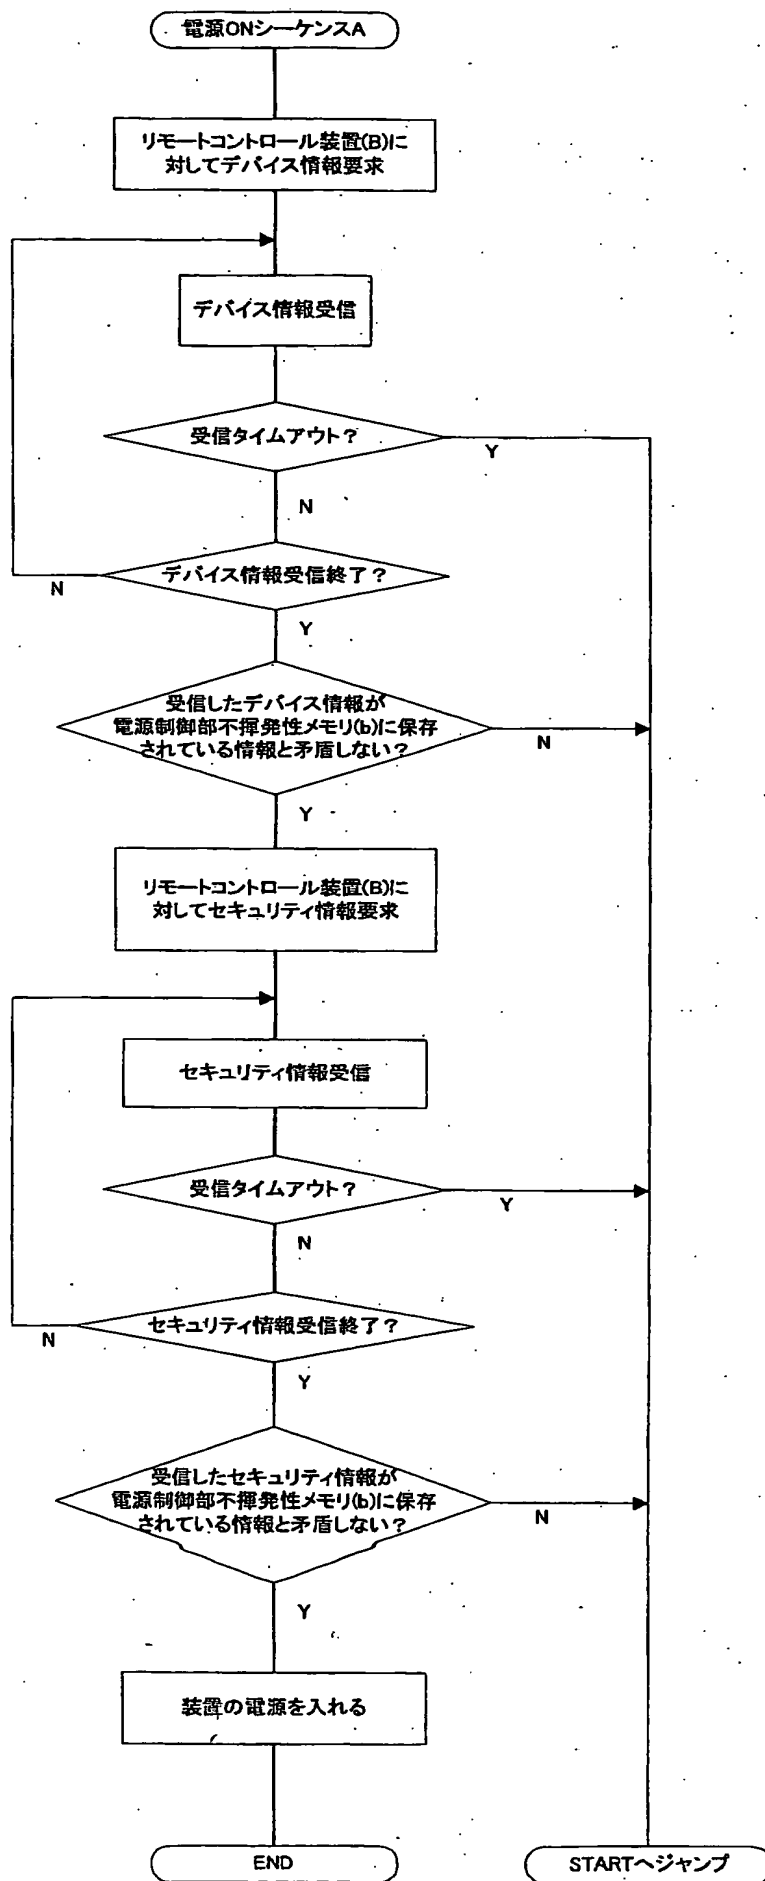 電源ONシーケンスA
リモートコントロール装置(B)に
対してデバイス情報要求
デバイス情報受信
受信タイムアウト？
Y
N
デバイス情報受信終了？
N
Y
受信したデバイス情報が
電源制御部不揮発性メモリ(b)に保存
されている情報と矛盾しない？
N
Y
リモートコントロール装置(B)に
対してセキュリティ情報要求
セキュリティ情報受信
受信タイムアウト？
Y
N
セキュリティ情報受信終了？
N
Y
受信したセキュリティ情報が
電源制御部不揮発性メモリ(b)に保存
されている情報と矛盾しない？
N
Y
装置の電源を入れる
END
STARTへジャンプ